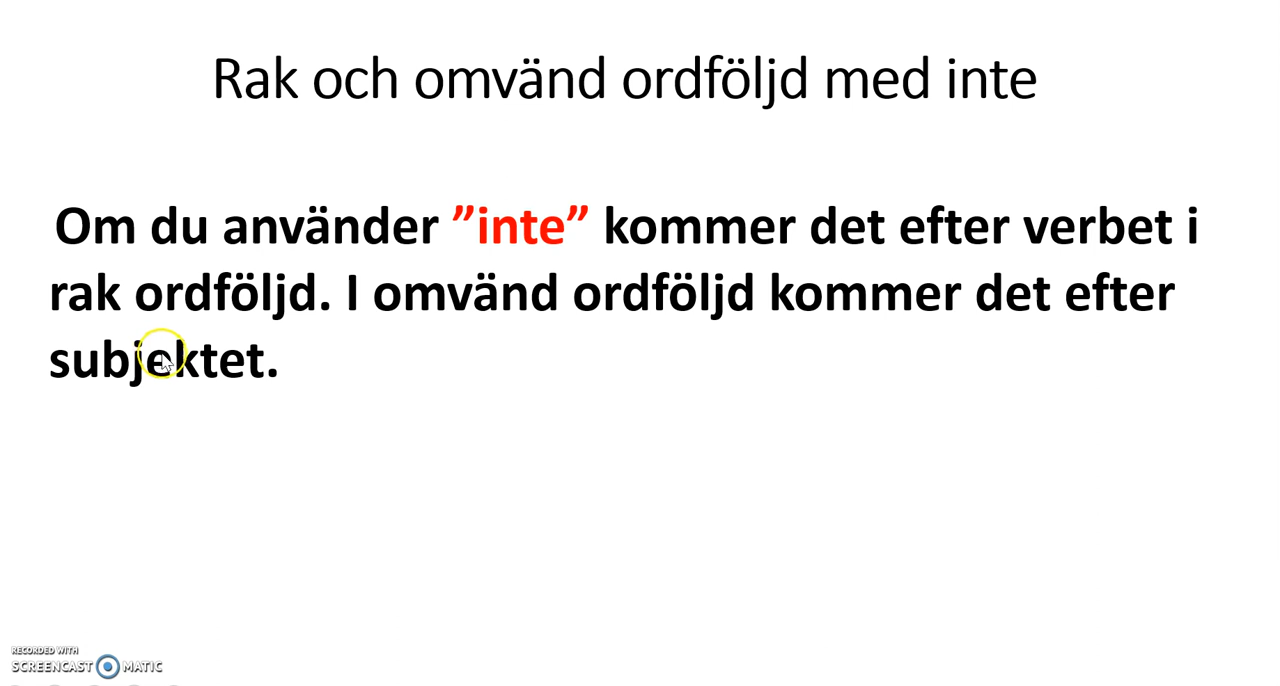 Rak och omvänd ordföljd med inte
Om du använder ”inte” kommer det efter verbet i
rak ordföljd. I omvänd ordföljd kommer det efter
subjektet.
RECORDED WITH
SCREENCAST MATIC